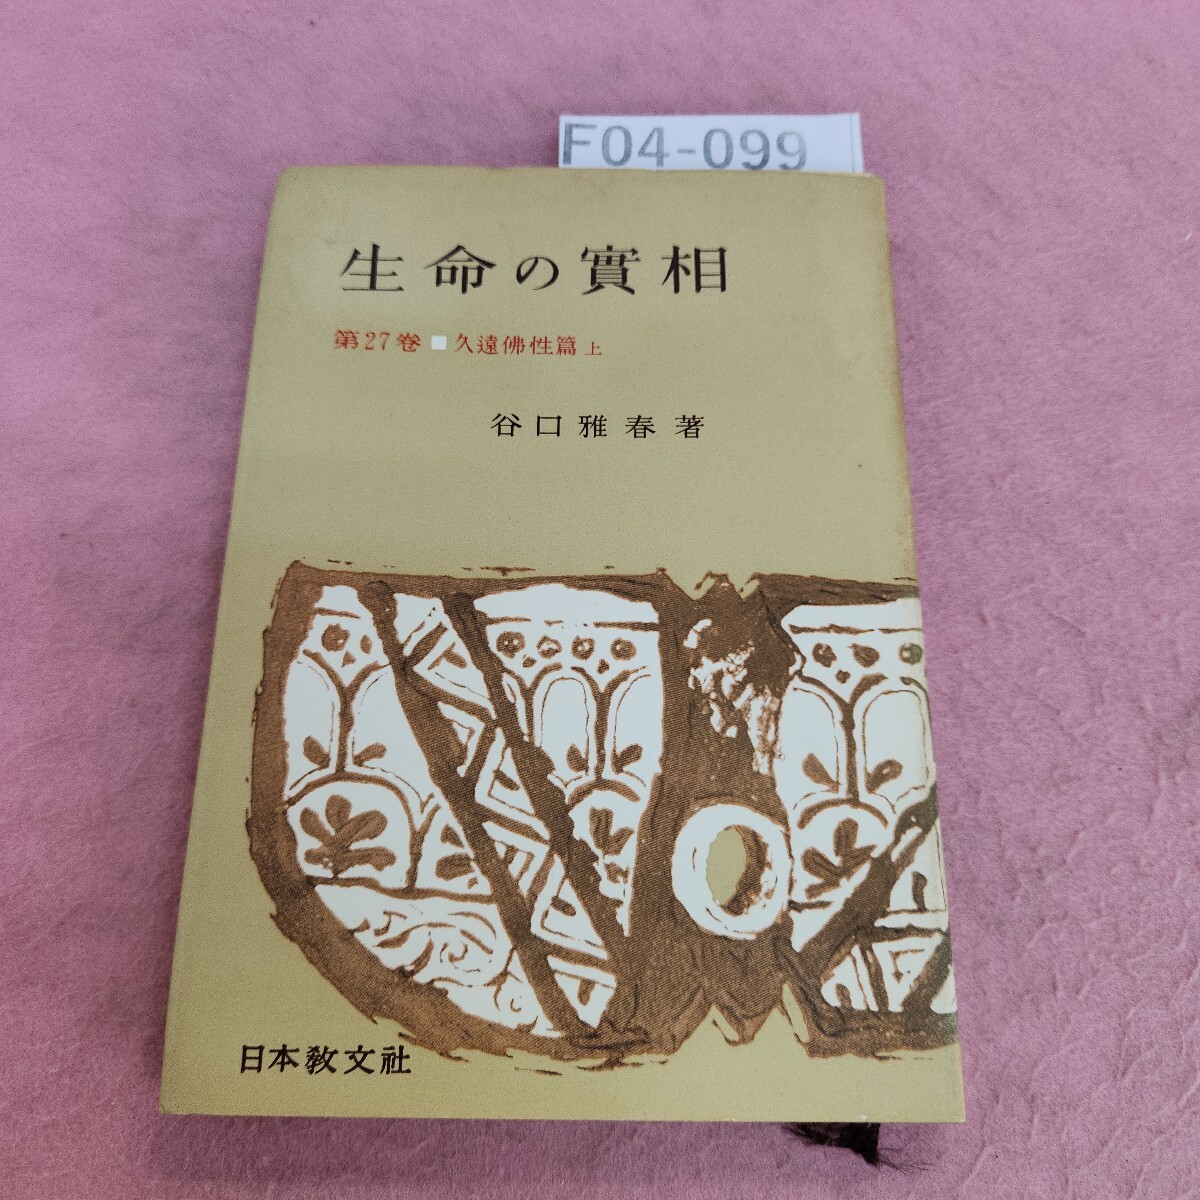 F04-099
生命の實相
第27巻■久遠佛性篇 上
谷口雅春著
日本教文社